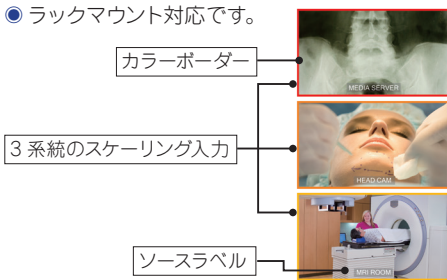 ラックマウント対応です。
カラーボーダー
MEDIA SERVER
3 系統のスケーリング入力
HEAD CAM
ソースラベル
MRI ROOM